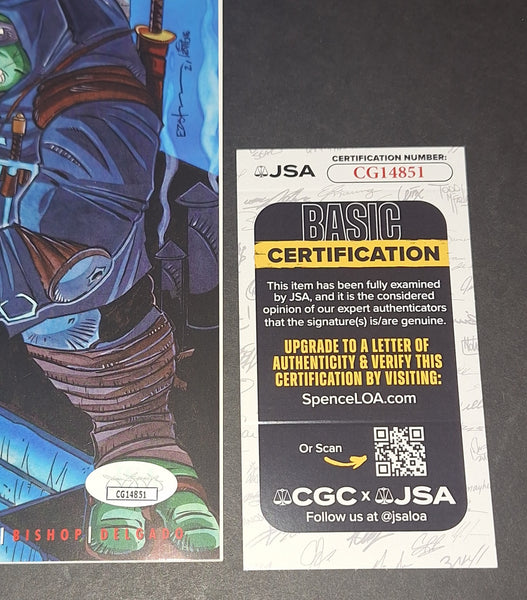 CG14851
BISHOP | DELGADO
JSA
CERTIFICATION NUMBER:
CG14851
BASIC
CERTIFICATION
This item has been fully examined
by JSA, and it is the considered
opinion of our expert authenticators
that the signature(s) is/are genuine.
UPGRADE TO A LETTER OF
AUTHENTICITY & VERIFY THIS
CERTIFICATION BY VISITING:
SpenceLOA.com
Or Scan
CGC x JSA
Follow us at @jsaloa